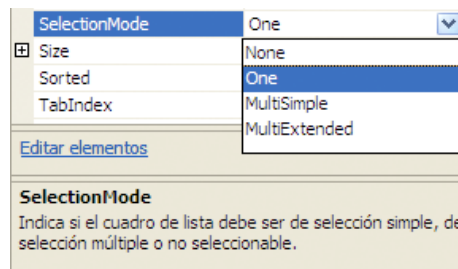 SelectionMode One
Size None
Sorted One
TabIndex MultiSimple
MultiExtended
Editar elementos
SelectionMode
Indica si el cuadro de lista debe ser de selección simple, de
selección múltiple o no seleccionable.